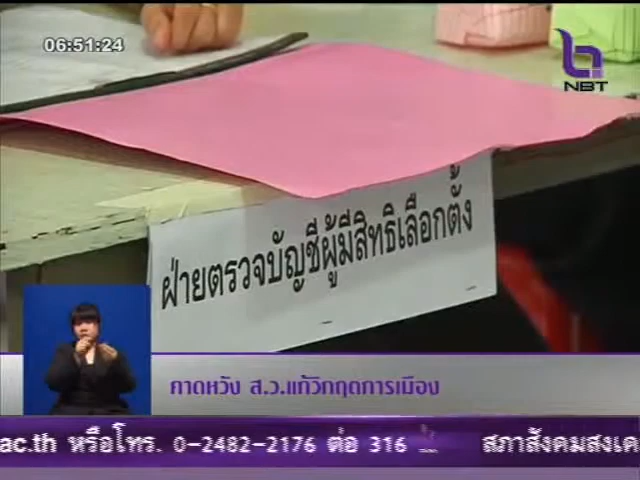 06:51:24
NBT
ฝ่ายตรวจบัญชีผู้มีสิทธิเลือกตั้ง
คาดหวัง ส.ว.แก้วิกฤตการเมือง
ac.th หรือโทร. 0-2482-2176 ต่อ 316 สภาสังคมสงเค